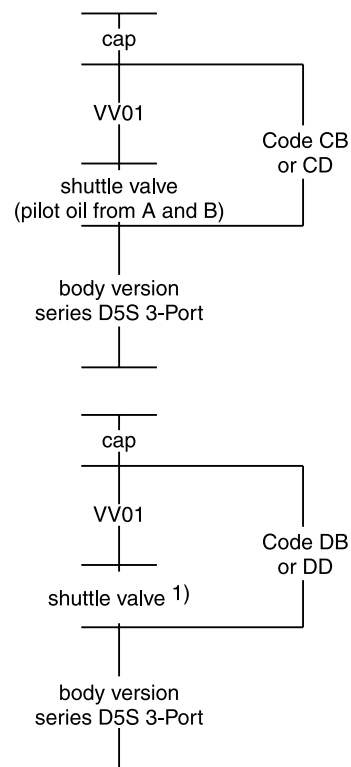 cap
VV01
Code CB
or CD
shuttle valve
(pilot oil from A and B)
body version
series D5S 3-Port
cap
VV01
Code DB
or DD
shuttle valve 1)
body version
series D5S 3-Port